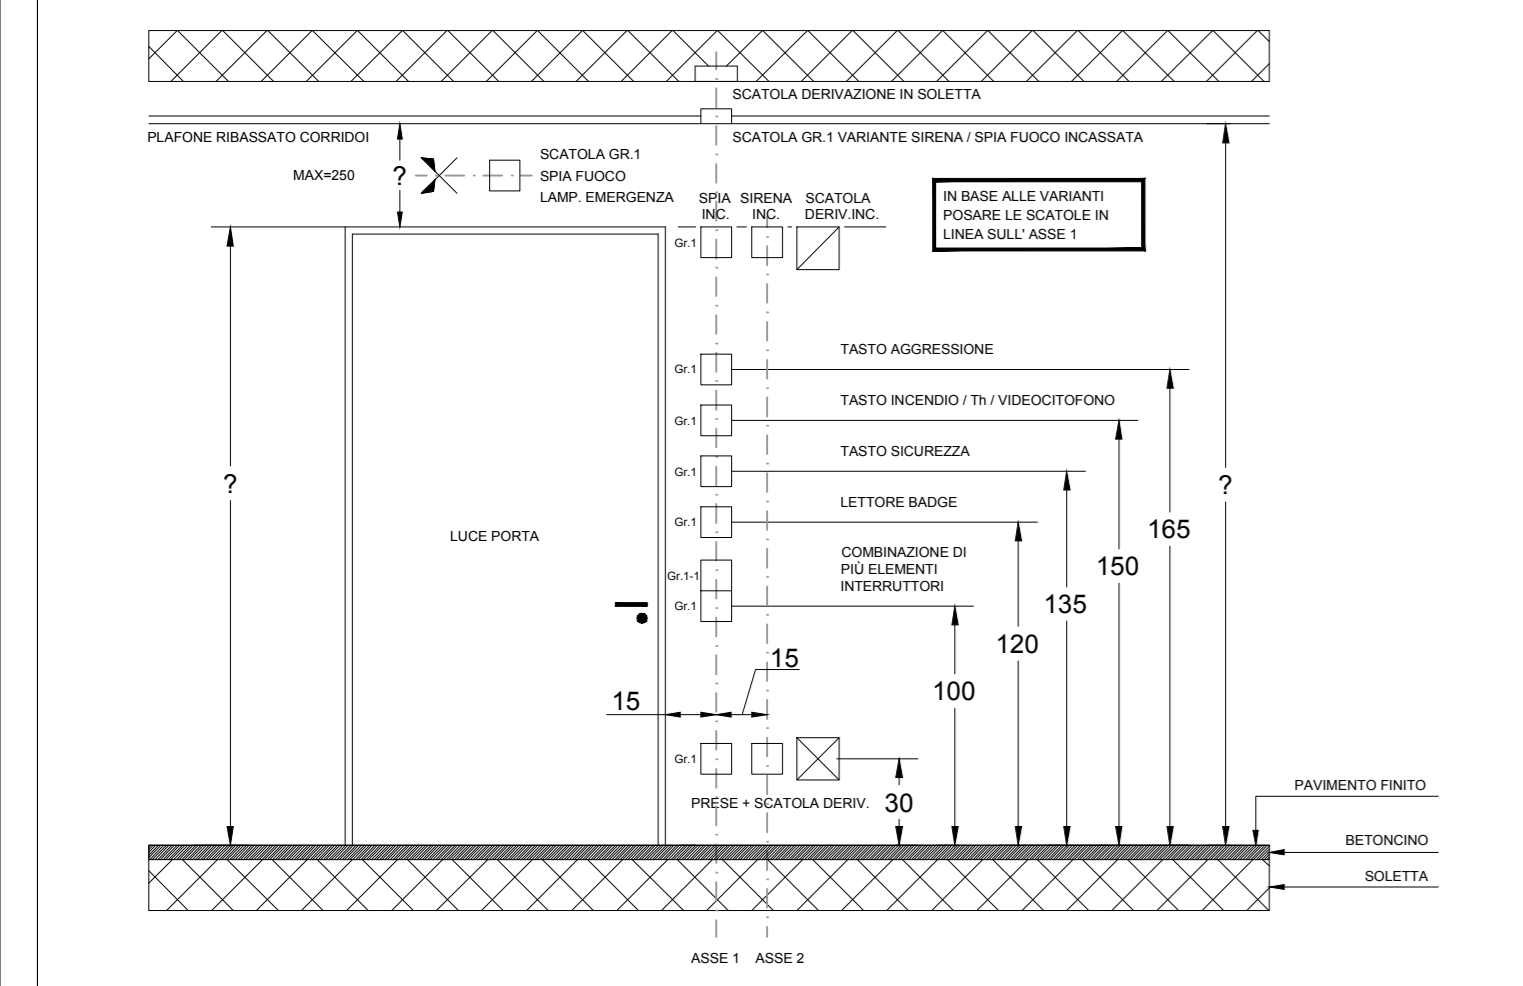 SCATOLA DERIVAZIONE IN SOLETTA
PLAFONE RIBASSATO CORRIDOI
SCATOLA GR.1 VARIANTE SIRENA / SPIA FUOCO INCASSATA
MAX=250
?
SCATOLA GR.1
SPIA FUOCO
LAMP. EMERGENZA
SPIA
INC.
SIRENA
INC.
SCATOLA
DERIV.INC.
IN BASE ALLE VARIANTI
POSARE LE SCATOLE IN
LINEA SULL' ASSE 1
Gr.1
Gr.1
TASTO AGGRESSIONE
Gr.1
TASTO INCENDIO / Th / VIDEOCITOFONO
Gr.1
TASTO SICUREZZA
?
?
Gr.1
LETTORE BADGE
LUCE PORTA
165
150
COMBINAZIONE DI
PIÙ ELEMENTI
INTERRUTTORI
Gr.1-1
Gr.1
135
120
100
15
15
Gr.1
PRESE + SCATOLA DERIV.
30
PAVIMENTO FINITO
BETONCINO
SOLETTA
ASSE 1
ASSE 2